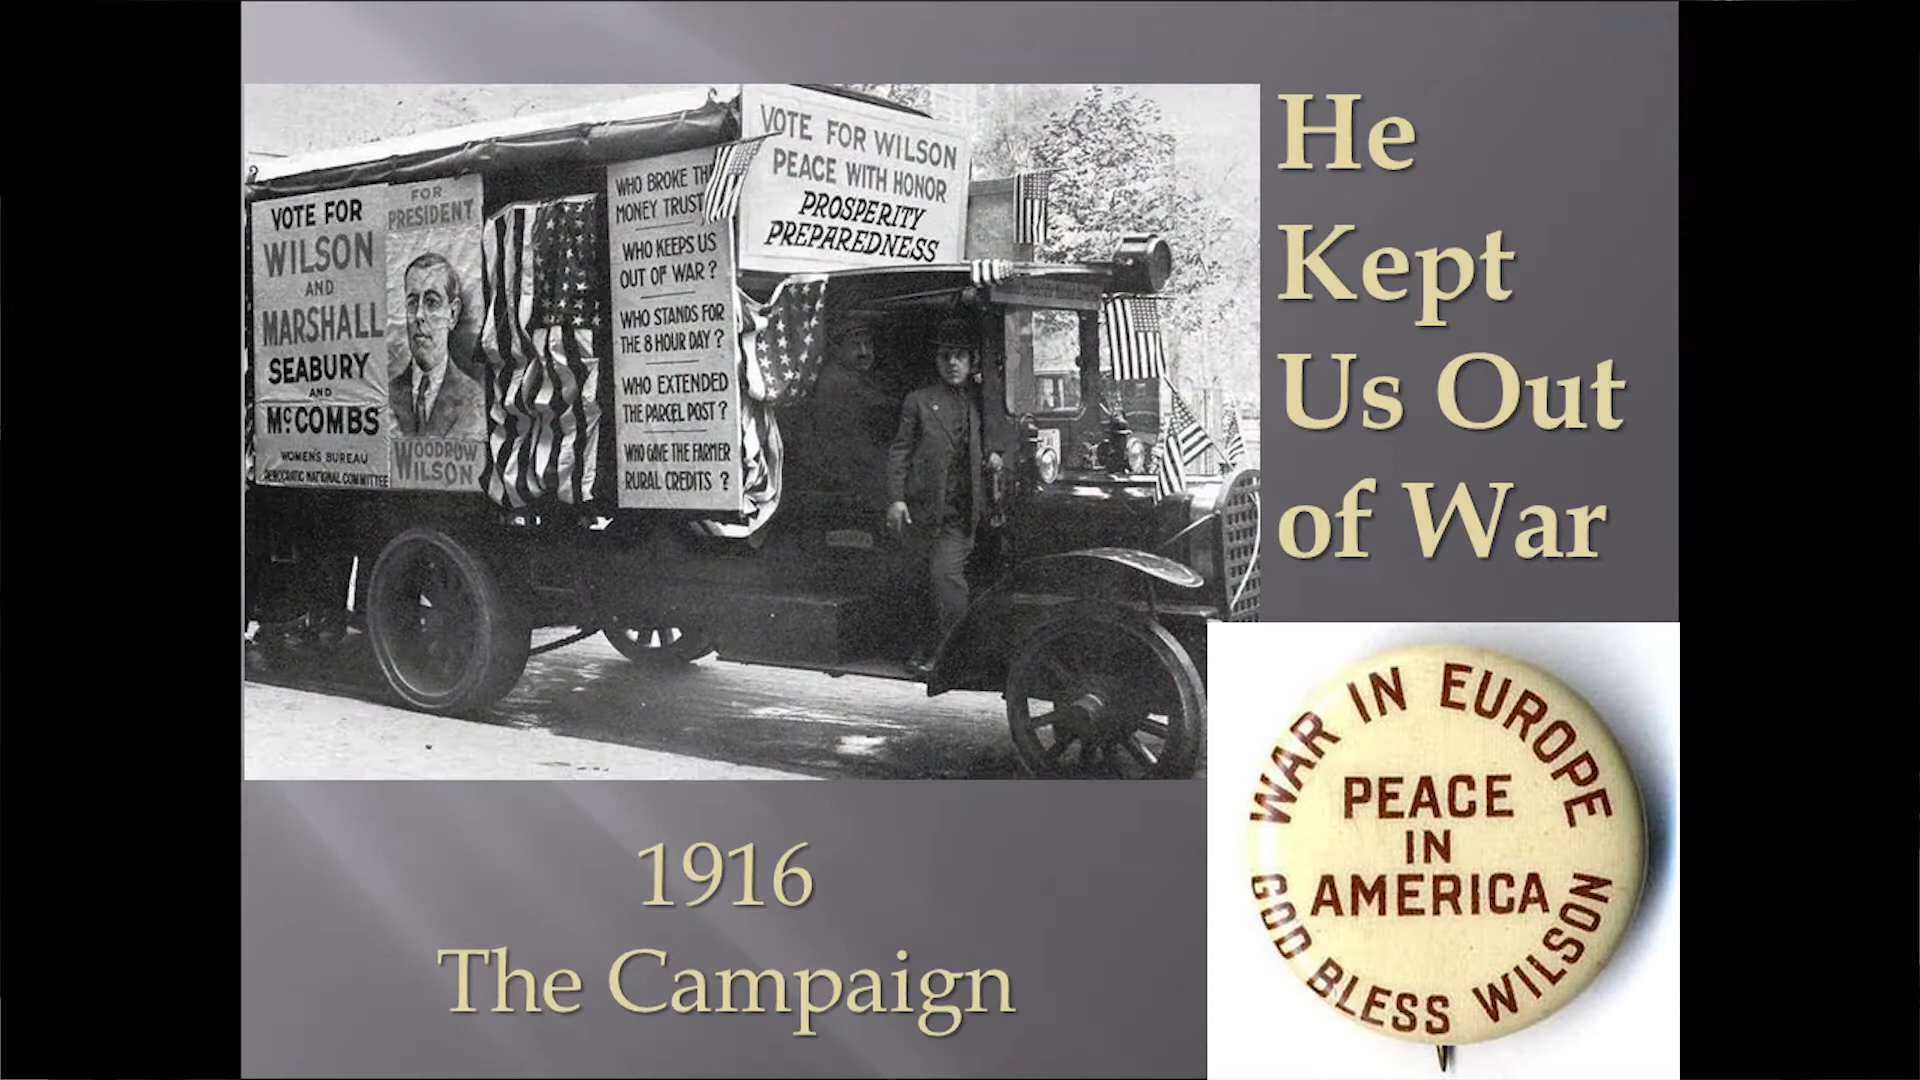 He
Kept
Us Out
of War
VOTE FOR
WILSON
AND
MARSHALL
SEABURY
AND
McCOMBS
WOMEN'S BUREAU
DEMOCRATIC NATIONAL COMMITTEE
FOR
PRESIDENT
WOODROW
WILSON
WHO BROKE TH
MONEY TRUST
WHO KEEPS US
OUT OF WAR?
WHO STANDS FOR
THE 8 HOUR DAY?
WHO EXTENDED
THE PARCEL POST?
WHO GAVE THE FARMER
RURAL CREDITS?
VOTE FOR WILSON
PEACE WITH HONOR
PROSPERITY
PREPAREDNESS
1916
The Campaign
WAR IN EUROPE
PEACE
IN
AMERICA
GOD BLESS WILSON